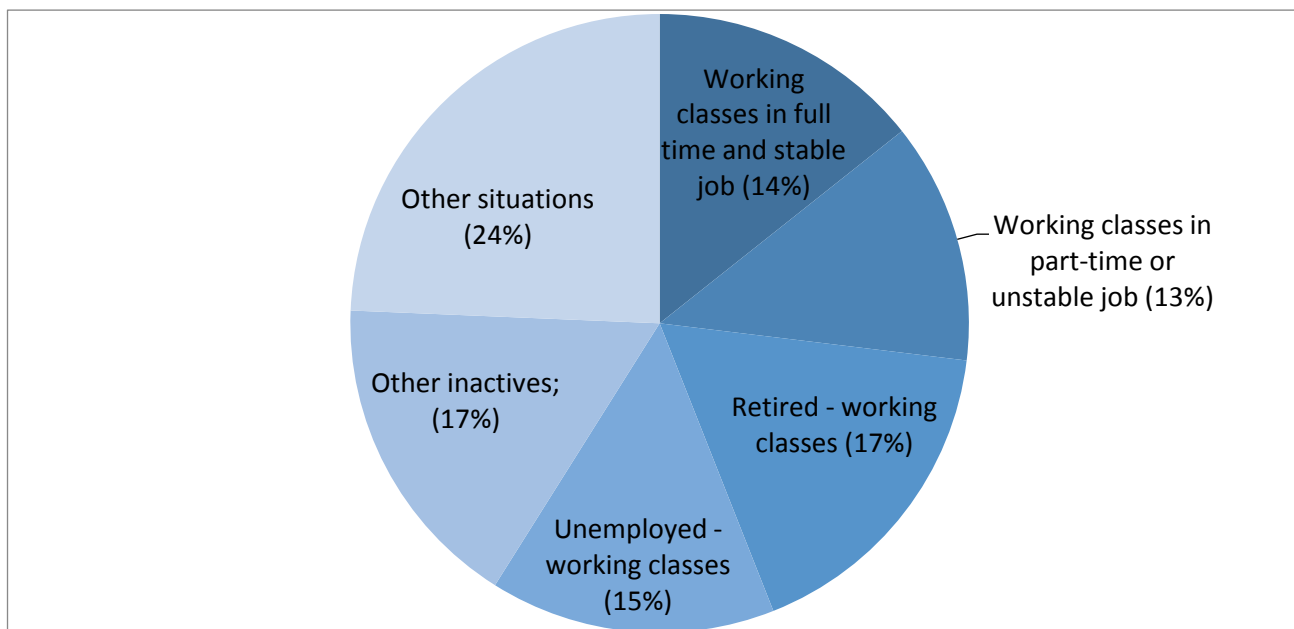 Working
classes in full
time and stable
job (14%)
Working classes in
part-time or
unstable job (13%)
Retired - working
classes (17%)
Unemployed -
working classes
(15%)
Other inactives;
(17%)
Other situations
(24%)